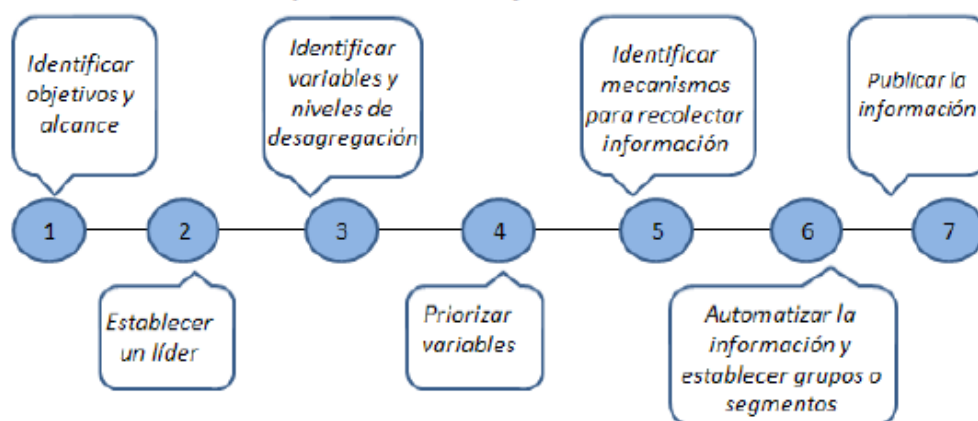 Identificar
objetivos y
alcance
Identificar
variables y
niveles de
desagregación
Identificar
mecanismos
para recolectar
información
Publicar la
información
1
2
3
4
5
6
7
Establecer
un líder
Priorizar
variables
Automatizar la
información y
establecer grupos o
segmentos